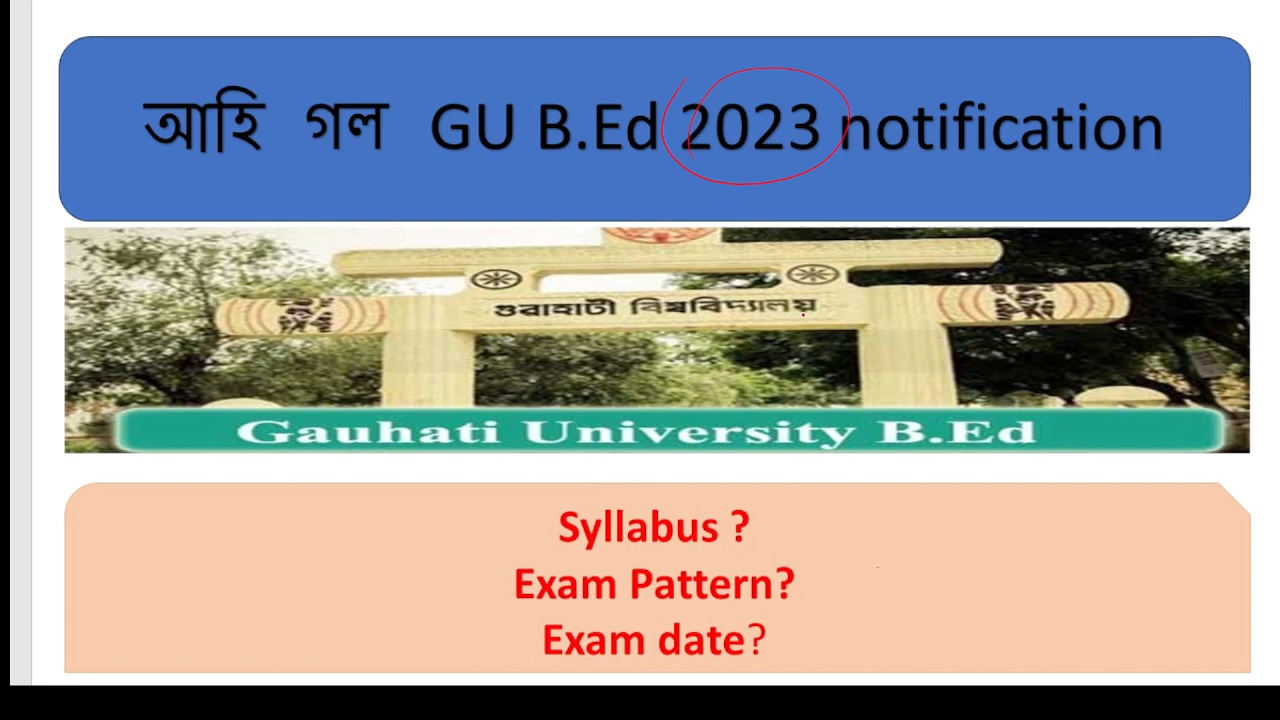 আহি গল GU B.Ed 2023 notification
গুৱাহাটী বিশ্ববিদ্যালয়
Gauhati University B.Ed
Syllabus ?
Exam Pattern?
Exam date?